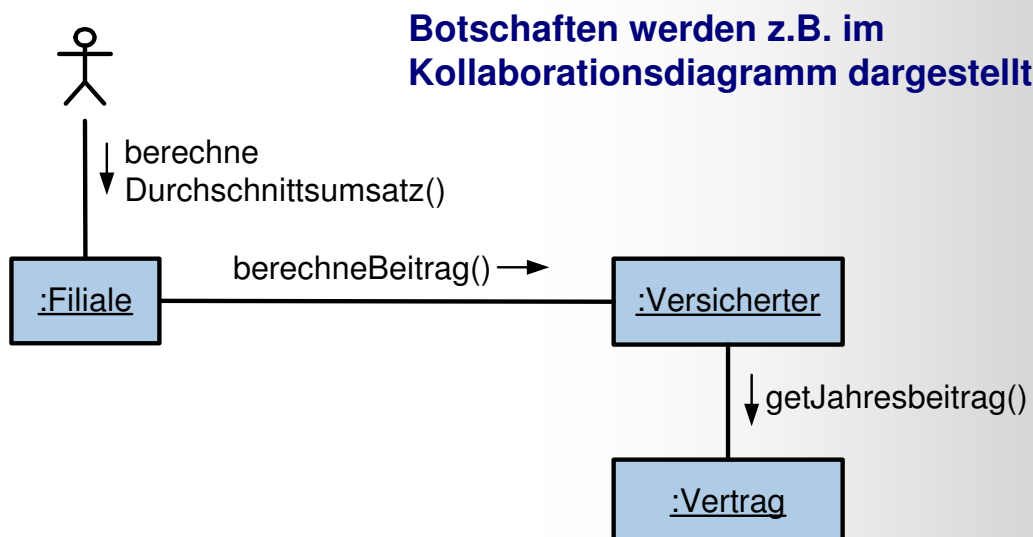 Botschaften werden z.B. im
Kollaborationsdiagramm dargestellt
berechne
Durchschnittsumsatz()
berechneBeitrag()
:Filiale
:Versicherter
getJahresbeitrag()
:Vertrag